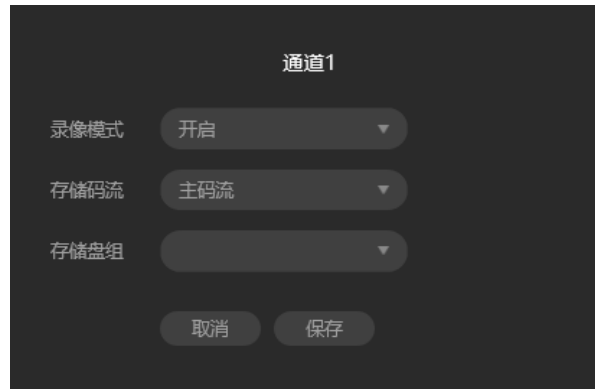 通道1
录像模式 开启
存储码流 主码流
存储盘组
取消 保存